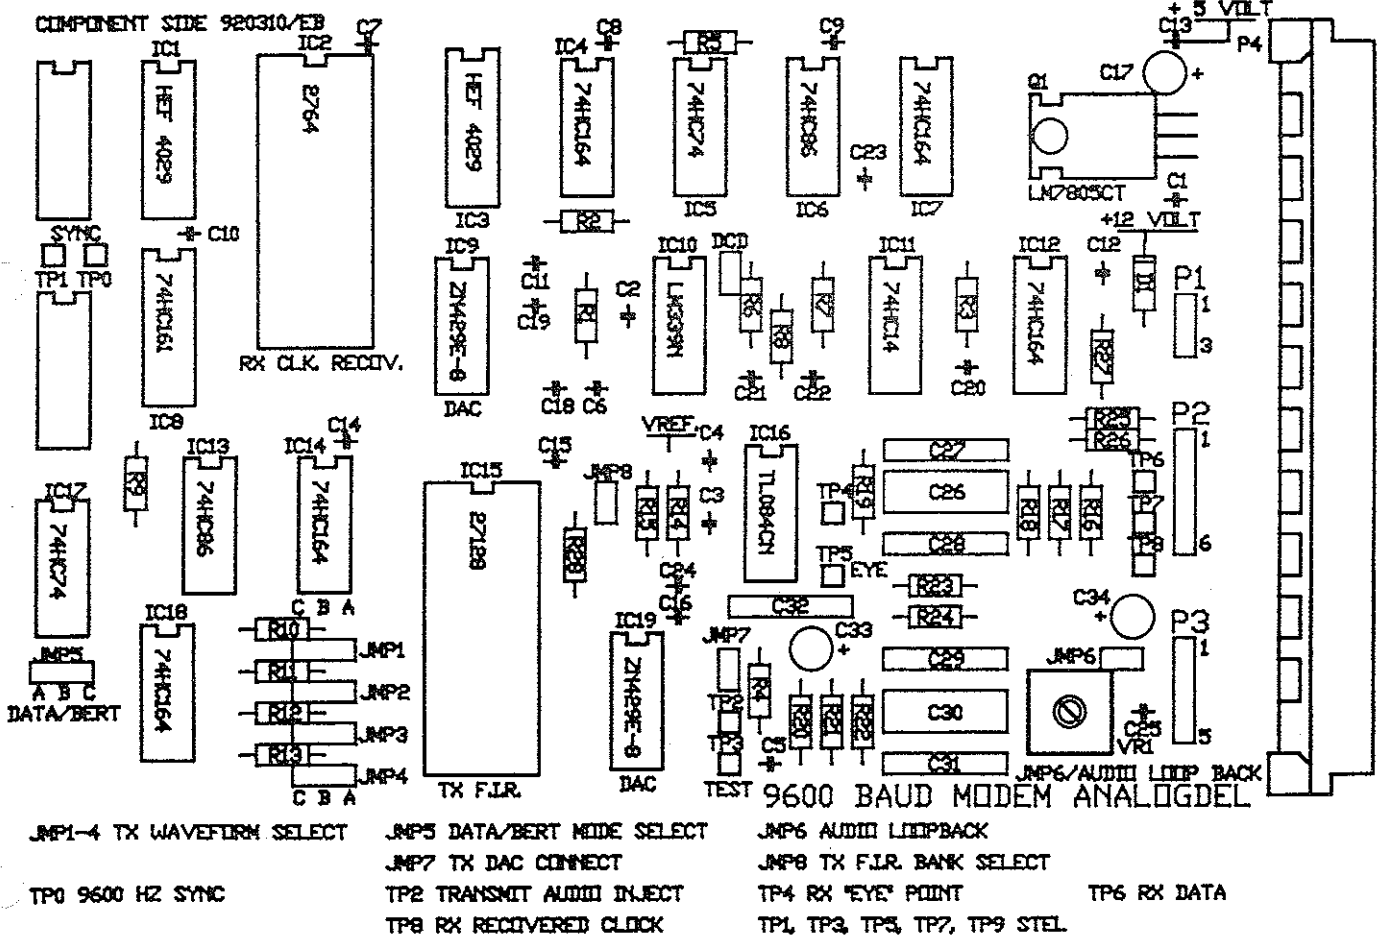 COMPONENT SIDE 920310/EB
IC1
IC2
C7
IC4
C8
R5
C9
+ 5 VOLT
C13
P4
C17
+
Q1
HEF 4029
2764
HEF 4029
74HC164
74HC74
74HC86
74HC164
C23
LM7805CT
C1
IC3
R2
IC5
IC6
IC7
+12 VOLT
SYNC
C10
TP1 TP0
IC9
IC10
DCD
IC11
IC12
C12
D1
P1
1
3
74HC161
ZN429E-8
C11
C19
R1
C2
LM339N
R6
R8
R7
74HC14
R3
74HC164
R27
RX CLK. RECOV.
C18
C6
C21
C22
C20
IC8
DAC
R25
R26
P2
1
6
C14
IC13
IC14
VREF.
C4
IC16
C27
TP6
R9
IC15
C15
JMP8
C3
TP4
R19
C26
TP7
IC17
74HC86
74HC164
27128
R15
R14
TL084CN
R18
R17
R16
TP8
74HC74
R28
C28
TP5
EYE
C24
C16
R23
R24
C32
C34
+
IC18
C B A
R10
JMP1
IC19
JMP7
C33
+
P3
1
5
JMP5
A B C
DATA/BERT
74HC164
R11
JMP2
R12
JMP3
R13
JMP4
C B A
ZN429E-8
R4
TP2
TP3
TEST
C29
JMP6
R20
R21
R22
C30
C25
VR1
C5
C31
TX F.I.R.
DAC
JMP6/AUDIO LOOP BACK
9600 BAUD MODEM ANALOGDEL
JMP1-4 TX WAVEFORM SELECT
JMP5 DATA/BERT MODE SELECT
JMP6 AUDIO LOOPBACK
JMP7 TX DAC CONNECT
JMP8 TX F.I.R. BANK SELECT
TP0 9600 HZ SYNC
TP2 TRANSMIT AUDIO INJECT
TP4 RX "EYE" POINT
TP6 RX DATA
TP8 RX RECOVERED CLOCK
TP1, TP3, TP5, TP7, TP9 STEL